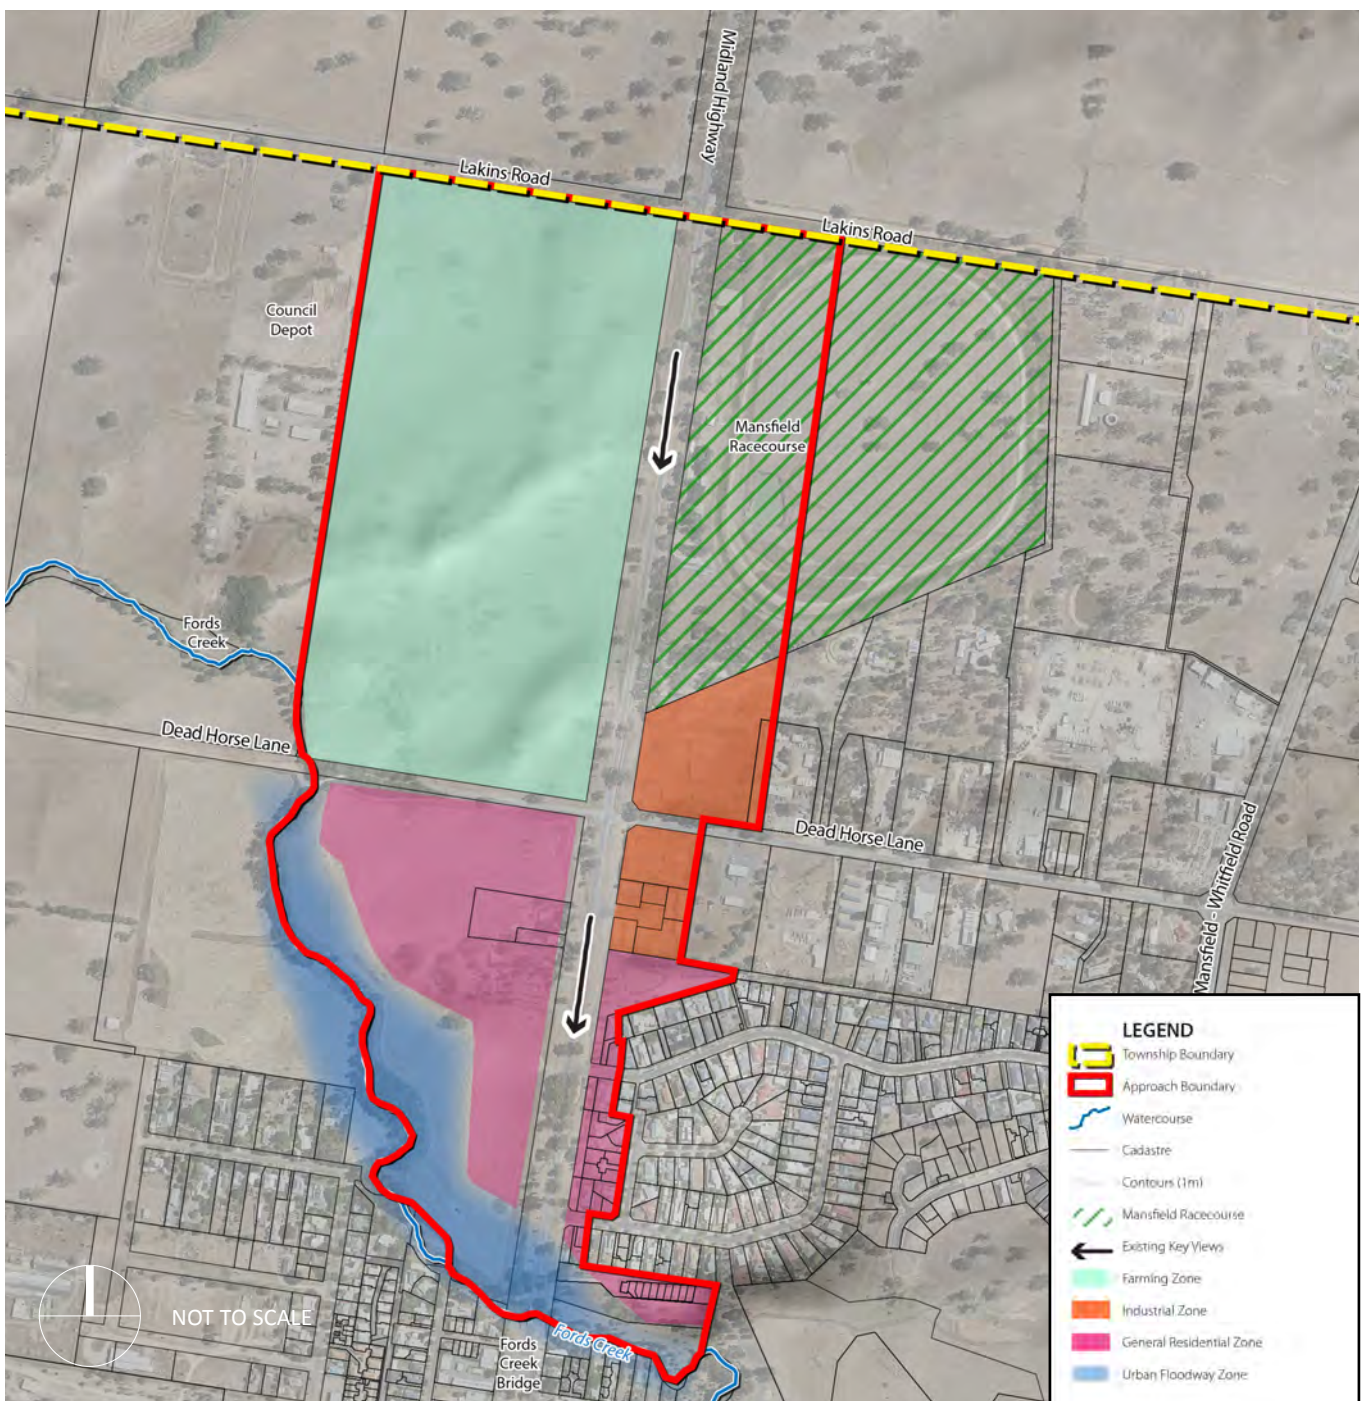 Midland Highway
Lakins Road
Lakins Road
Council
Depot
Mansfield
Racecourse
Fords
Creek
Dead Horse Lane
Dead Horse Lane
Mansfield - Whitfield Road
Fords Creek
Fords
Creek
Bridge
NOT TO SCALE
LEGEND
Township Boundary
Approach Boundary
Watercourse
Cadastre
Contours (1m)
Mansfield Racecourse
Existing Key Views
Farming Zone
Industrial Zone
General Residential Zone
Urban Floodway Zone